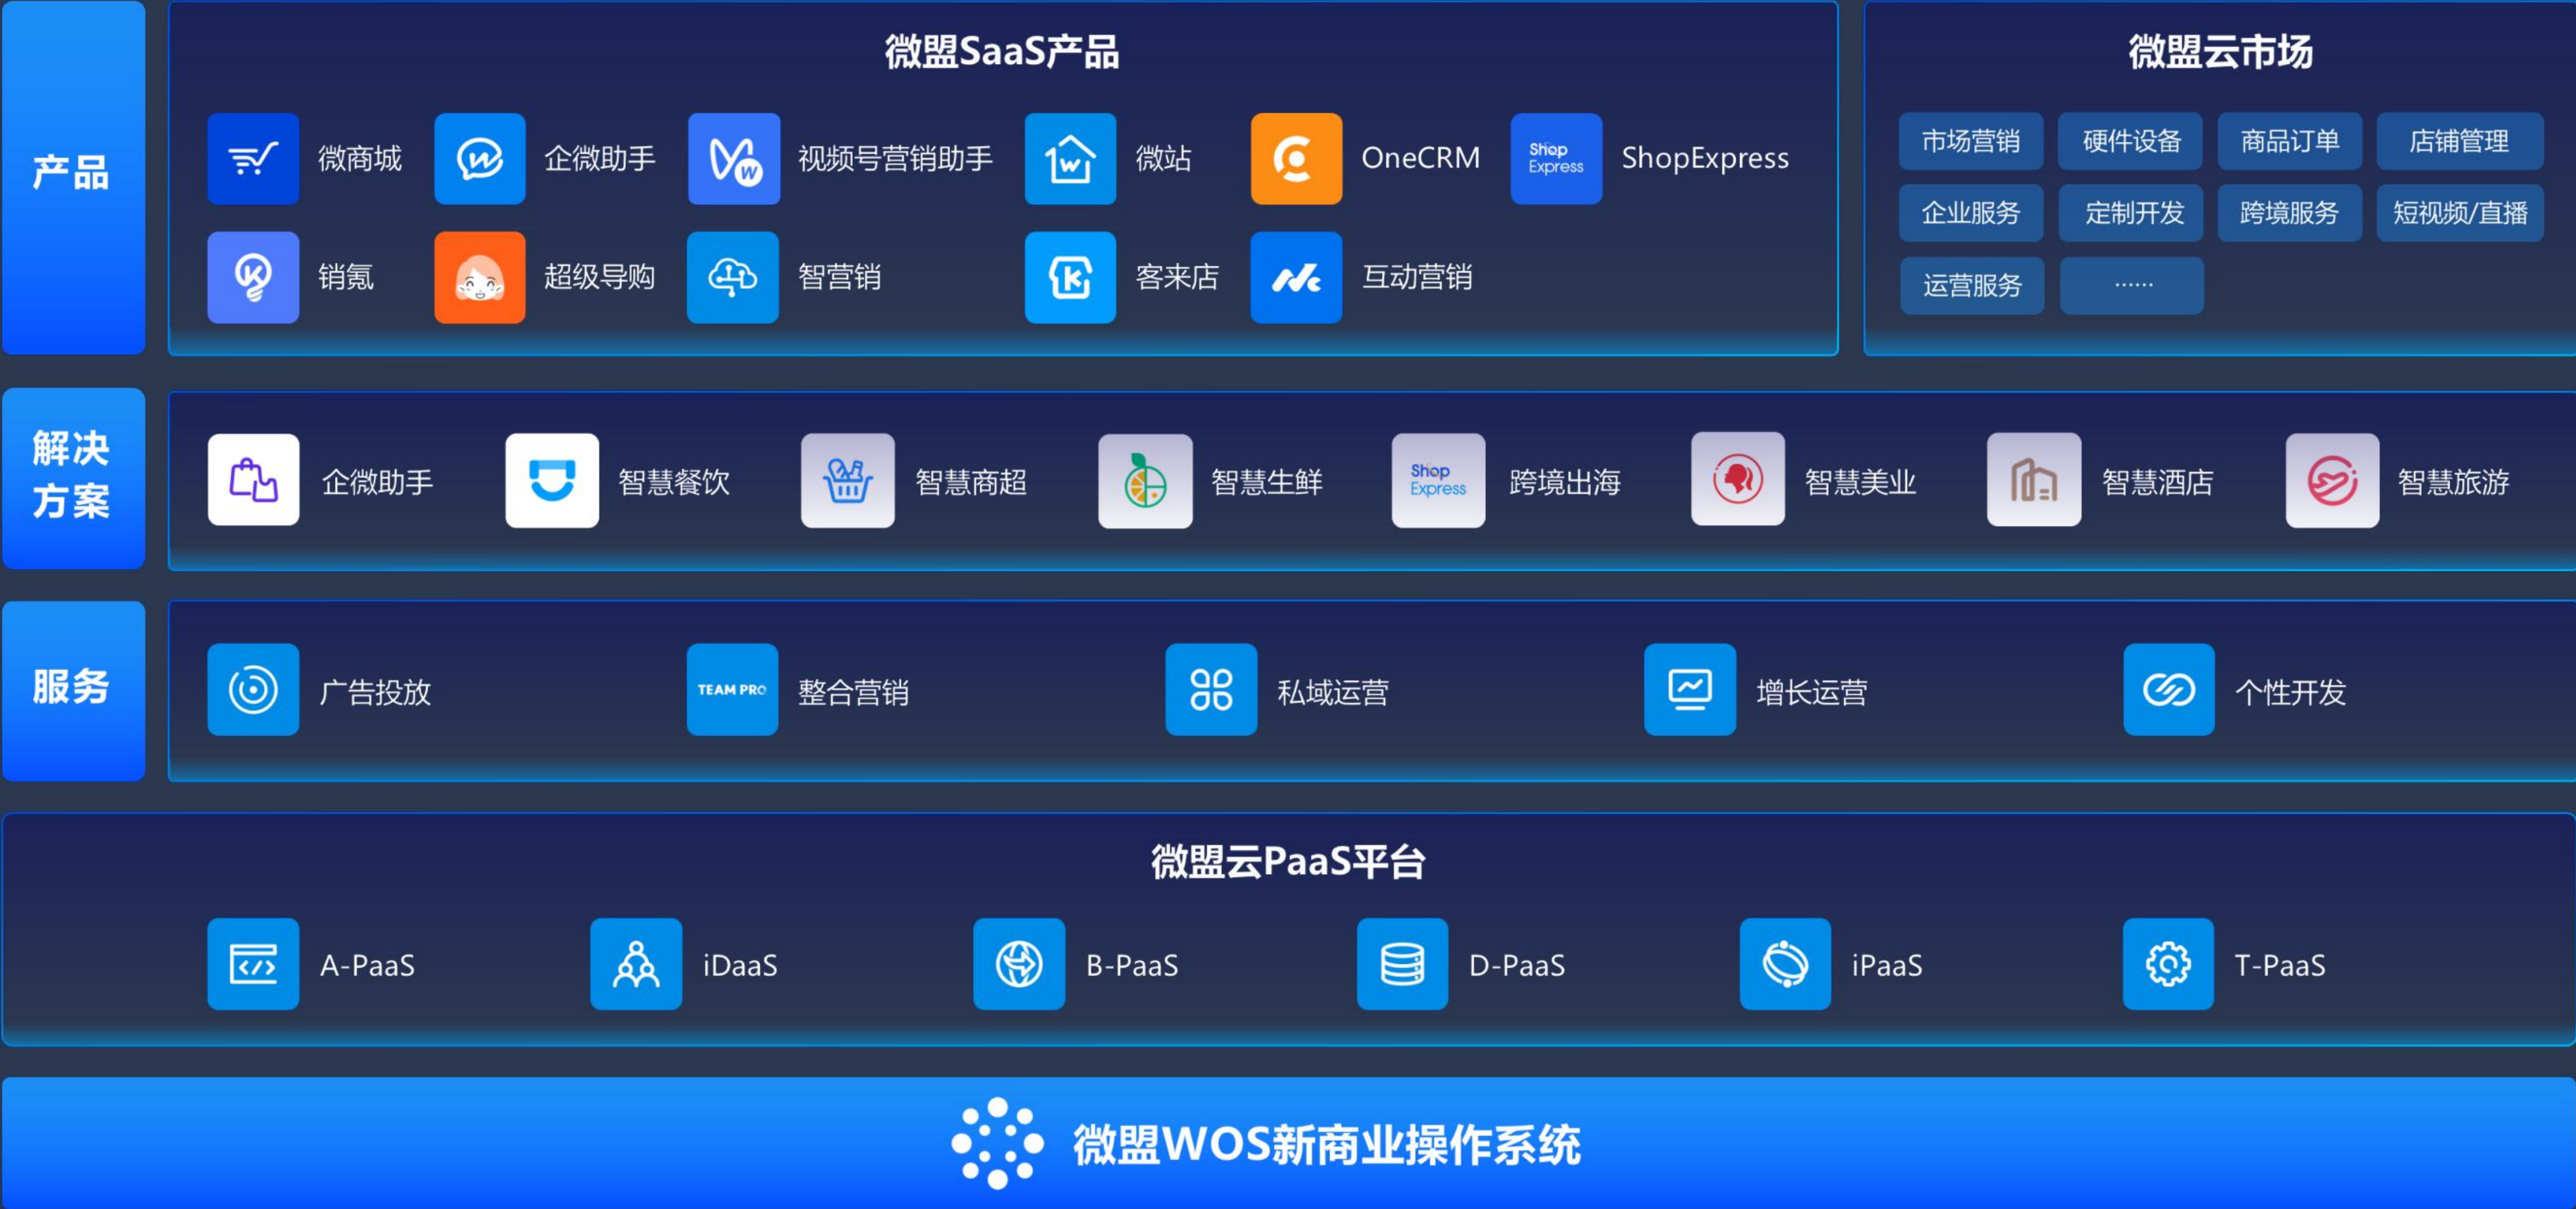 产品
微盟SaaS产品
微商城 企微助手 视频号营销助手 微站 OneCRM Shop Express ShopExpress
销氪 超级导购 智营销 客来店 互动营销
微盟云市场
市场营销 硬件设备 商品订单 店铺管理
企业服务 定制开发 跨境服务 短视频/直播
运营服务 ……
解决
方案
企微助手 智慧餐饮 智慧商超 智慧生鲜 Shop Express 跨境出海 智慧美业 智慧酒店 智慧旅游
服务
广告投放 TEAM PRO 整合营销 私域运营 增长运营 个性开发
微盟云PaaS平台
A-PaaS iDaaS B-PaaS D-PaaS iPaaS T-PaaS
微盟WOS新商业操作系统